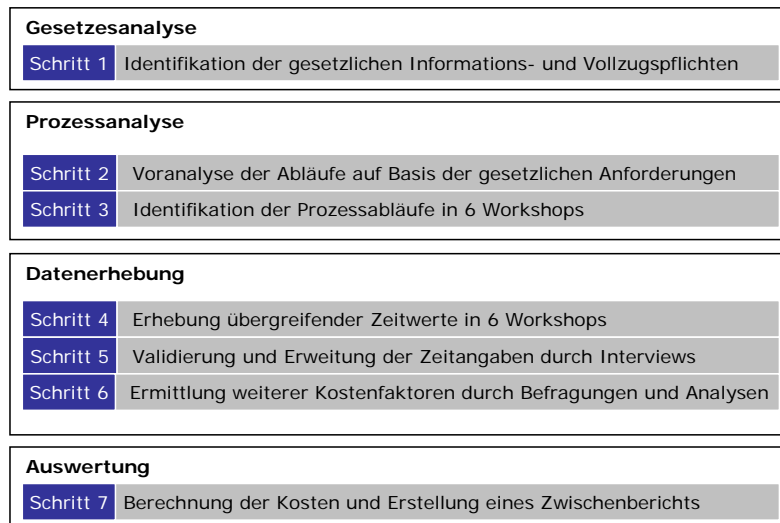 Gesetzesanalyse
Schritt 1 Identifikation der gesetzlichen Informations- und Vollzugspflichten
Prozessanalyse
Schritt 2 Voranalyse der Abläufe auf Basis der gesetzlichen Anforderungen
Schritt 3 Identifikation der Prozessabläufe in 6 Workshops
Datenerhebung
Schritt 4 Erhebung übergreifender Zeitwerte in 6 Workshops
Schritt 5 Validierung und Erweitung der Zeitangaben durch Interviews
Schritt 6 Ermittlung weiterer Kostenfaktoren durch Befragungen und Analysen
Auswertung
Schritt 7 Berechnung der Kosten und Erstellung eines Zwischenberichts